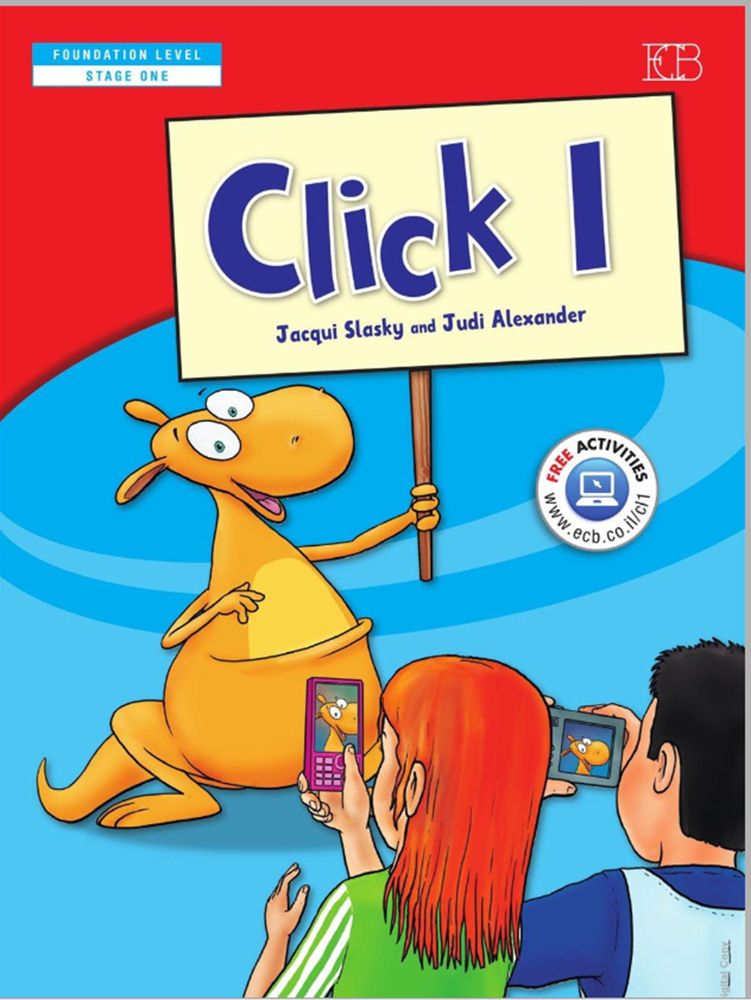 FOUNDATION LEVEL
STAGE ONE
ECB
Click 1
Jacqui Slasky and Judi Alexander
FREE ACTIVITIES
www.ecb.co.il/cl1